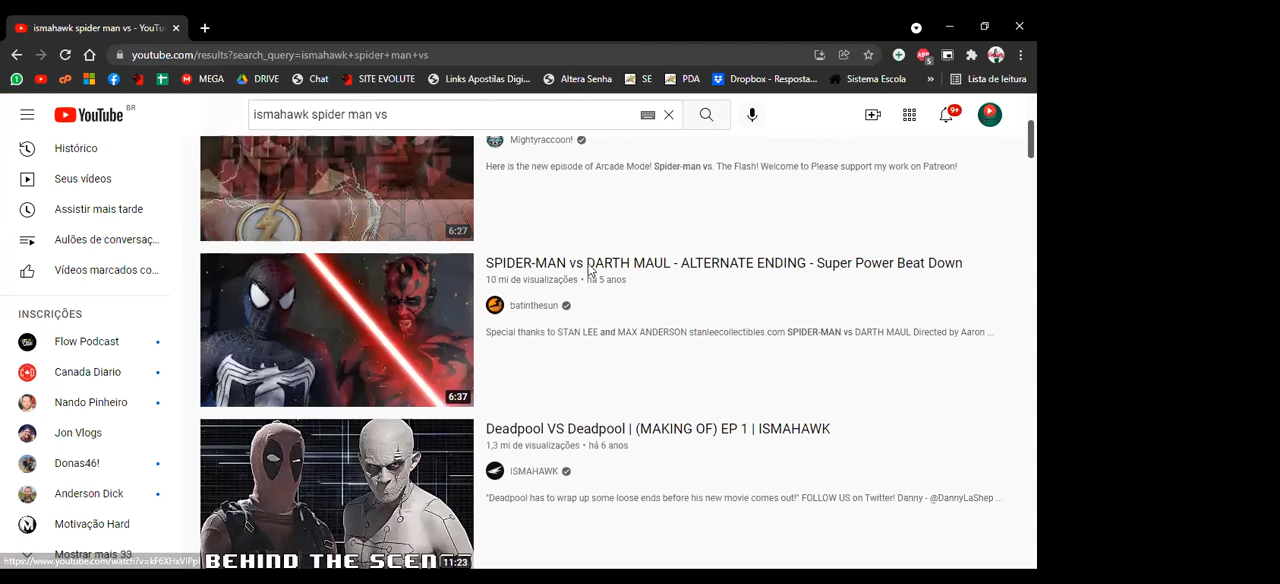 ismahawk spider man vs - YouTu
youtube.com/results?search_query=ismahawk+spider+man+vs
5
MEGA
DRIVE
Chat
SITE EVOLUTE
Links Apostilas Digi...
Altera Senha
SE
PDA
Dropbox - Resposta...
Sistema Escola
»
Lista de leitura
YouTube BR
ismahawk spider man vs
9+
Histórico
Seus vídeos
Assistir mais tarde
Aulões de conversaç...
Vídeos marcados co...
INSCRIÇÕES
Flow Podcast
Canada Diario
Nando Pinheiro
Jon Vlogs
Donas46!
Anderson Dick
Motivação Hard
Mostrar mais 33
6:27
Mightyraccoon!
Here is the new episode of Arcade Mode! Spider-man vs. The Flash! Welcome to Please support my work on Patreon!
6:37
SPIDER-MAN vs DARTH MAUL - ALTERNATE ENDING - Super Power Beat Down
10 mi de visualizações • há 5 anos
batinthesun
Special thanks to STAN LEE and MAX ANDERSON stanleecollectibles.com SPIDER-MAN vs DARTH MAUL Directed by Aaron ...
BEHIND THE SCEN
11:23
Deadpool VS Deadpool | (MAKING OF) EP 1 | ISMAHAWK
1,3 mi de visualizações • há 6 anos
ISMAHAWK
"Deadpool has to wrap up some loose ends before his new movie comes out!" FOLLOW US on Twitter! Danny - @DannyLaShep ...